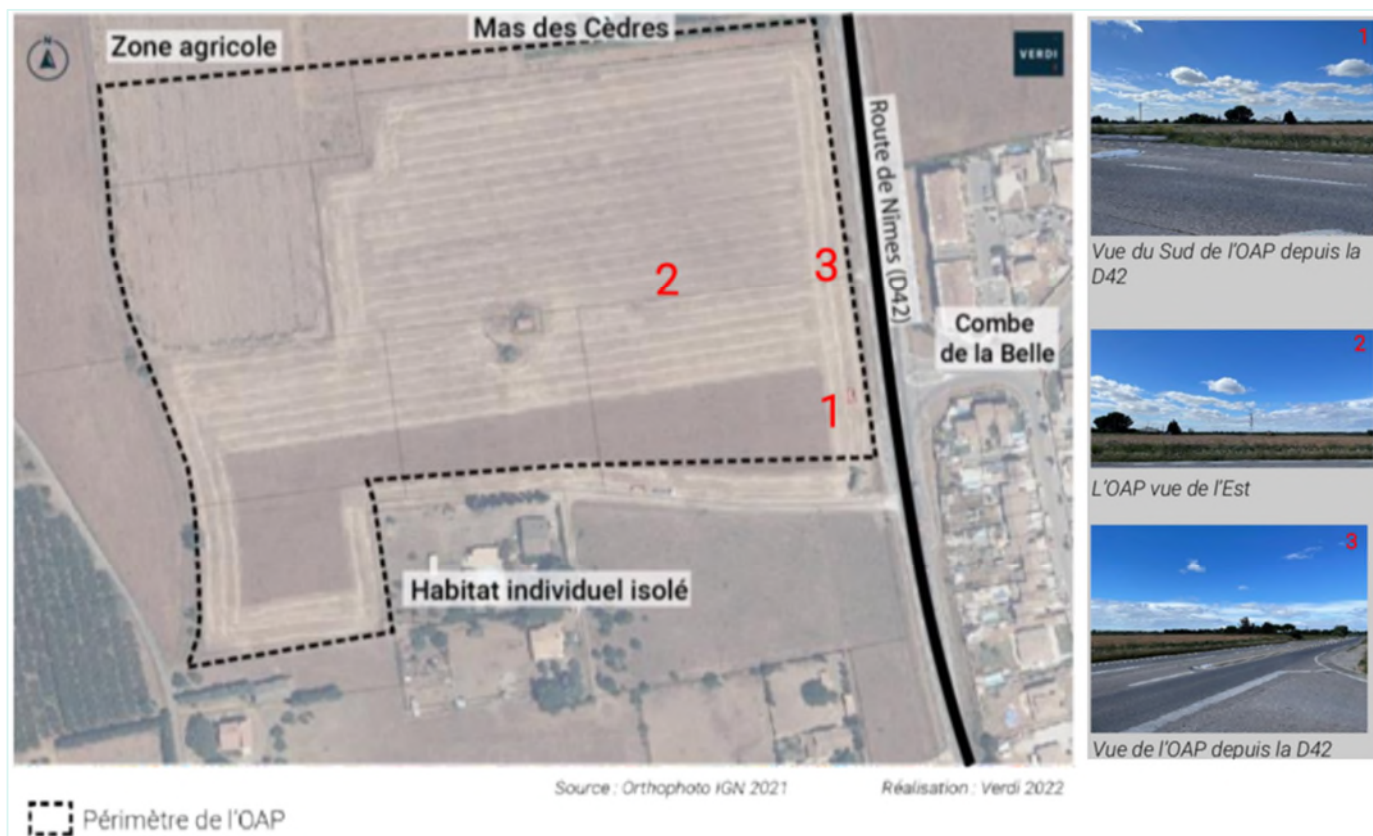 Zone agricole
Mas des Cèdres
N
VERDI
Route de Nîmes (D42)
2
3
Combe
de la Belle
1
Habitat individuel isolé
1
Vue du Sud de l'OAP depuis la
D42
2
L'OAP vue de l'Est
3
Vue de l'OAP depuis la D42
Source : Orthophoto IGN 2021
Réalisation : Verdi 2022
Périmètre de l'OAP